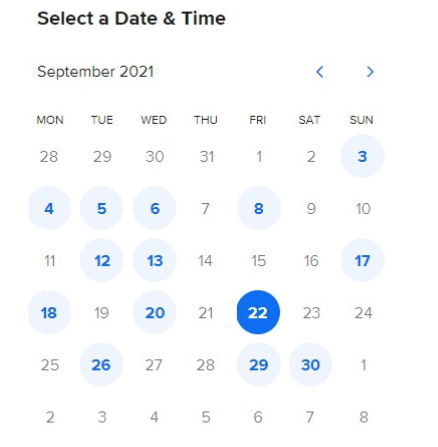 Select a Date & Time
September 2021
MON TUE WED THU FRI SAT SUN
28 29 30 31 1 2 3
4 5 6 7 8 9 10
11 12 13 14 15 16 17
18 19 20 21 22 23 24
25 26 27 28 29 30 1
2 3 4 5 6 7 8